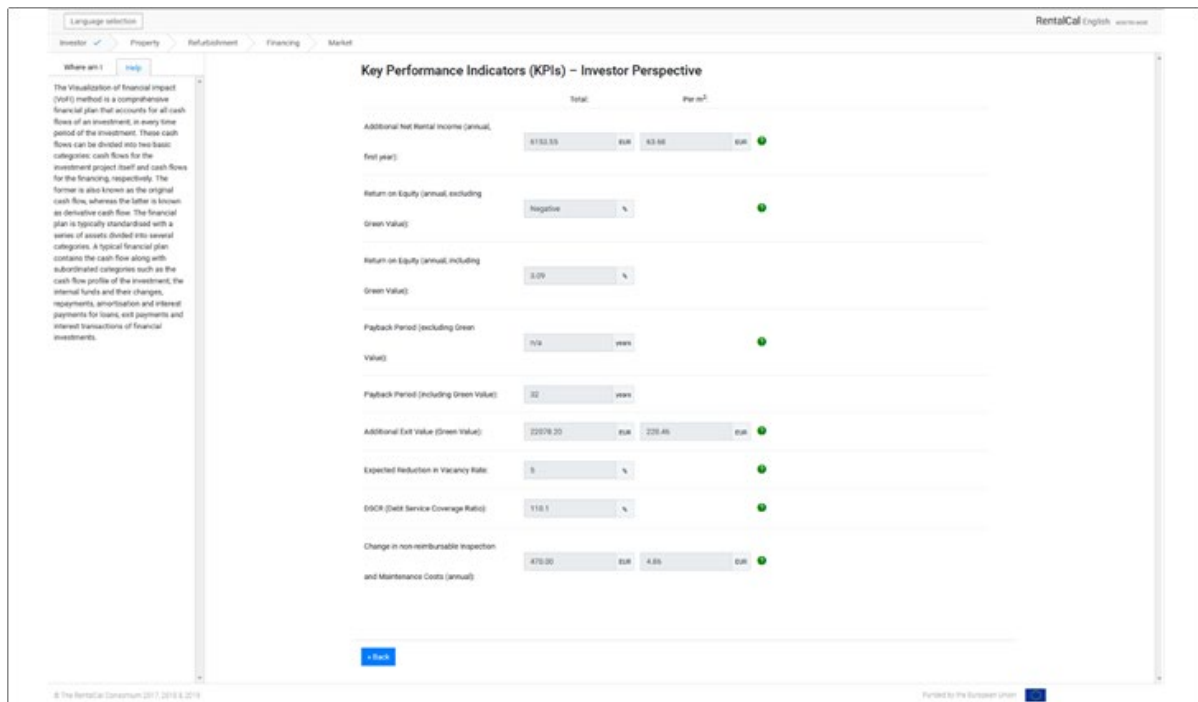 Language selection
RentalCal English
Investor Property Refurbishment Financing Market
Where am I Help
The Visualization of financial impact
(VoFI) method is a comprehensive
financial plan that accounts for all cash
flows of an investment, in every time
period of the investment. These cash
flows can be divided into two basic
categories: cash flows for the
investment project itself and cash flows
for the financing, respectively. The
former is also known as the original
cash flow, whereas the latter is known
as derivative cash flow. The financial
plan is typically standardised with a
series of assets divided into several
categories. A typical financial plan
contains the cash flow along with
subordinated categories such as the
cash flow profile of the investment, the
internal funds and their changes,
repayments, amortisation and interest
payments for loans, exit payments and
interest transactions of financial
investments.
Key Performance Indicators (KPIs) – Investor Perspective
Total: Per m²:
Additional Net Rental Income (annual,
first year):
EUR EUR
Return on Equity (annual, excluding
Green Value):
Negative %
Return on Equity (annual, including
Green Value):
3.09 %
Payback Period (excluding Green
Value):
n/a years
Payback Period (including Green Value): 32 years
Additional Exit Value (Green Value): 22078.20 EUR EUR
Expected Reduction in Vacancy Rate: 5 %
DSCR (Debt Service Coverage Ratio): 110.1 %
Change in non-reimbursable Inspection
and Maintenance Costs (annual):
470.00 EUR 4.86 EUR
« Back
© The RentalCal Consortium 2017, 2018 & 2019
Funded by the European Union